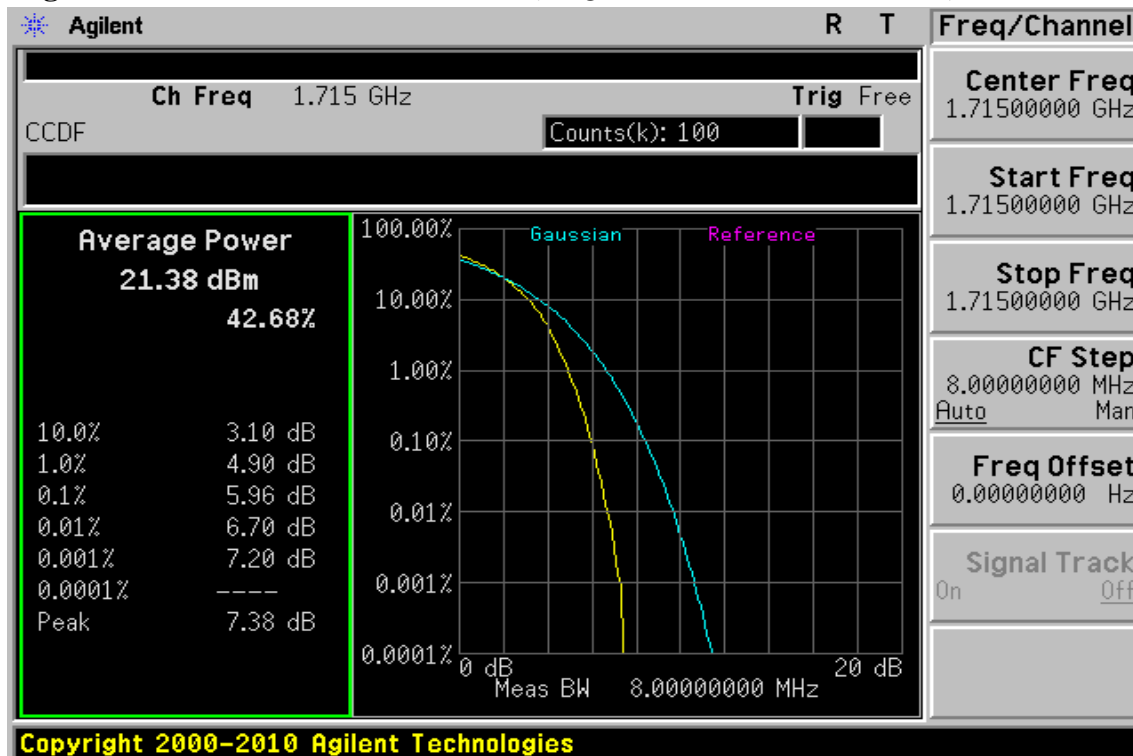 Agilent R T
Ch Freq 1.715 GHz Trig Free
CCDF Counts(k): 100
Average Power
21.38 dBm
42.68%
10.0% 3.10 dB
1.0% 4.90 dB
0.1% 5.96 dB
0.01% 6.70 dB
0.001% 7.20 dB
0.0001% ----
Peak 7.38 dB
100.00% Gaussian Reference
10.00%
1.00%
0.10%
0.01%
0.001%
0.0001%
0 dB 20 dB
Meas BW 8.00000000 MHz
Freq/Channel
Center Freq
1.71500000 GHz
Start Freq
1.71500000 GHz
Stop Freq
1.71500000 GHz
CF Step
8.00000000 MHz
Auto Man
Freq Offset
0.00000000 Hz
Signal Track
On Off
Copyright 2000-2010 Agilent Technologies